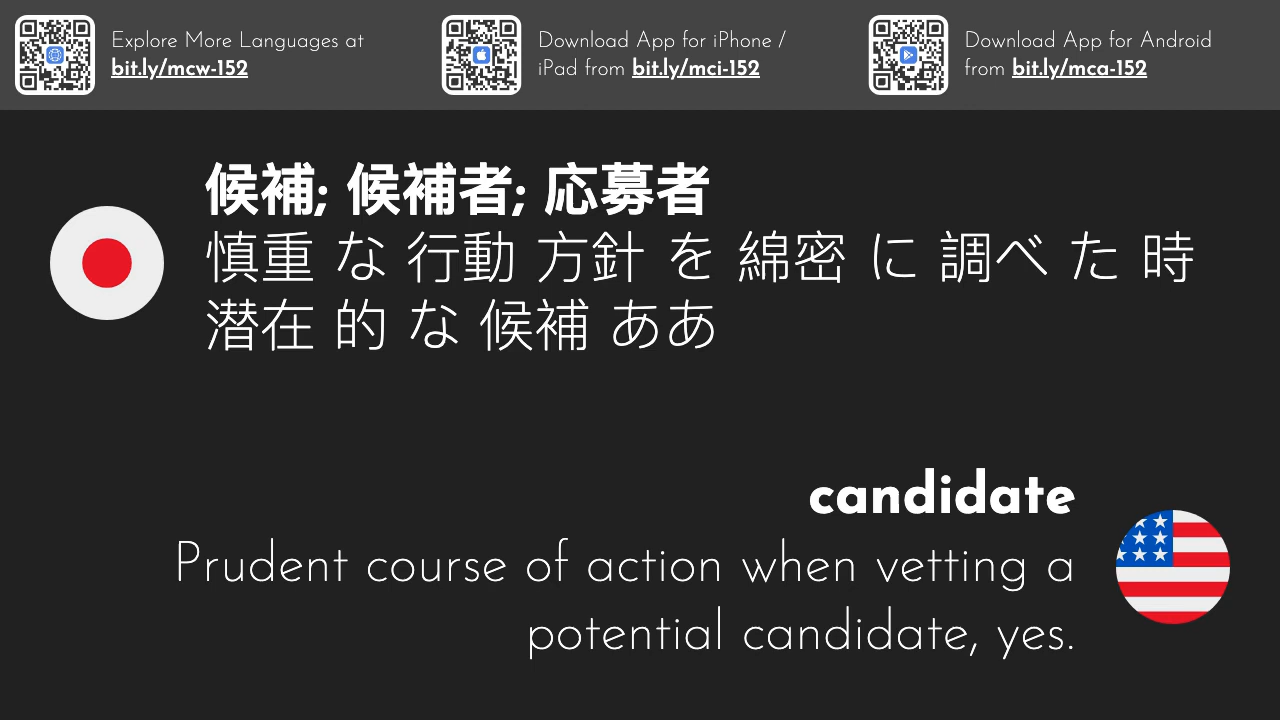 Explore More Languages at
bit.ly/mcw-152
Download App for iPhone /
iPad from bit.ly/mci-152
Download App for Android
from bit.ly/mca-152
候補; 候補者; 応募者
慎重 な 行動 方針 を 綿密 に 調べ た 時
潜在 的 な 候補 ああ
candidate
Prudent course of action when vetting a
potential candidate, yes.